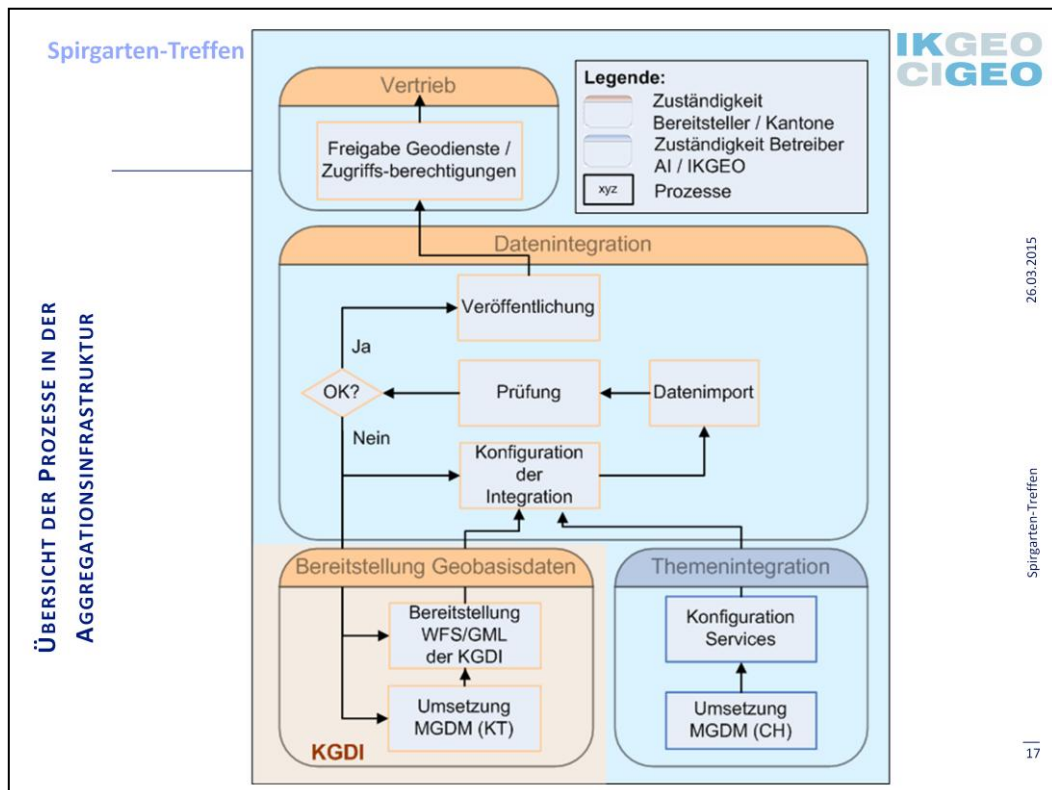 Spirgarten-Treffen
IKGEO
CIGEO
ÜBERSICHT DER PROZESSE IN DER
AGGREGATIONSINFRASTRUKTUR
Vertrieb
Freigabe Geodienste /
Zugriffs-berechtigungen
Legende:
Zuständigkeit
Bereitsteller / Kantone
Zuständigkeit Betreiber
AI / IKGEO
xyz
Prozesse
Datenintegration
Veröffentlichung
Ja
OK?
Prüfung
Datenimport
Nein
Konfiguration
der
Integration
Bereitstellung Geobasisdaten
Bereitstellung
WFS/GML
der KGDI
Umsetzung
MGDM (KT)
KGDI
Themenintegration
Konfiguration
Services
Umsetzung
MGDM (CH)
26.03.2015
Spirgarten-Treffen
17